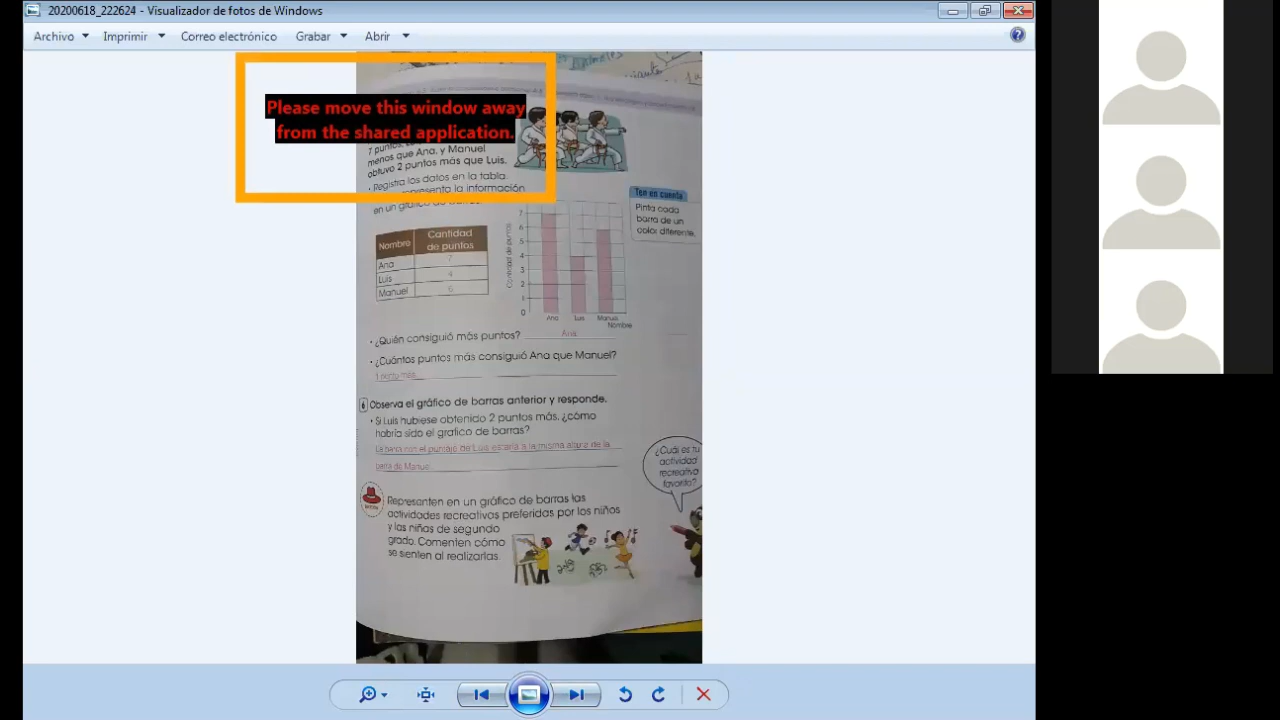 20200618_222624 - Visualizador de fotos de Windows
Archivo Imprimir Correo electrónico Grabar Abrir
Please move this window away
from the shared application.
7 puntos,
menos que Ana, y Manuel
obtuvo 2 puntos más que Luis.
• Registra los datos en la tabla.
representa la información
en un gráfico de barras.
Nombre Cantidad de puntos
Ana 7
Luis 4
Manuel 6
Cantidad de puntos
7
6
5
4
3
2
1
0
Ana Luis Manuel
Nombre
Ten en cuenta
Pinta cada
barra de un
color diferente.
• ¿Quién consiguió más puntos? Ana
• ¿Cuántos puntos más consiguió Ana que Manuel?
1 punto más.
6 Observa el gráfico de barras anterior y responde.
• Si Luis hubiese obtenido 2 puntos más, ¿cómo
habría sido el gráfico de barras?
La barra con el puntaje de Luis estaría a la misma altura de la
barra de Manuel.
Representen en un gráfico de barras las
actividades recreativas preferidas por los niños
y las niñas de segundo
grado. Comenten cómo
se sienten al realizarlas.
¿Cuál es tu
actividad
recreativa
favorita?